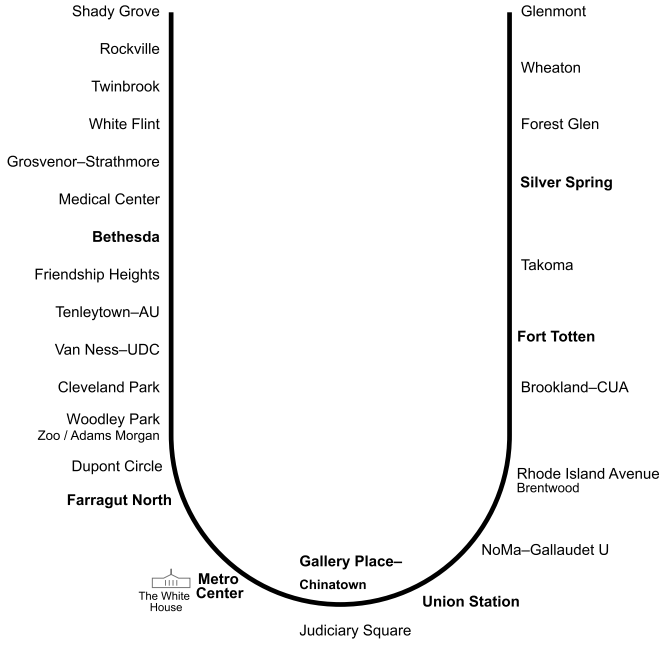 Shady Grove
Rockville
Twinbrook
White Flint
Grosvenor–Strathmore
Medical Center
Bethesda
Friendship Heights
Tenleytown–AU
Van Ness–UDC
Cleveland Park
Woodley Park
Zoo / Adams Morgan
Dupont Circle
Farragut North
The White
House
Metro
Center
Gallery Place–
Chinatown
Judiciary Square
Union Station
NoMa–Gallaudet U
Rhode Island Avenue
Brentwood
Brookland–CUA
Fort Totten
Takoma
Silver Spring
Forest Glen
Wheaton
Glenmont